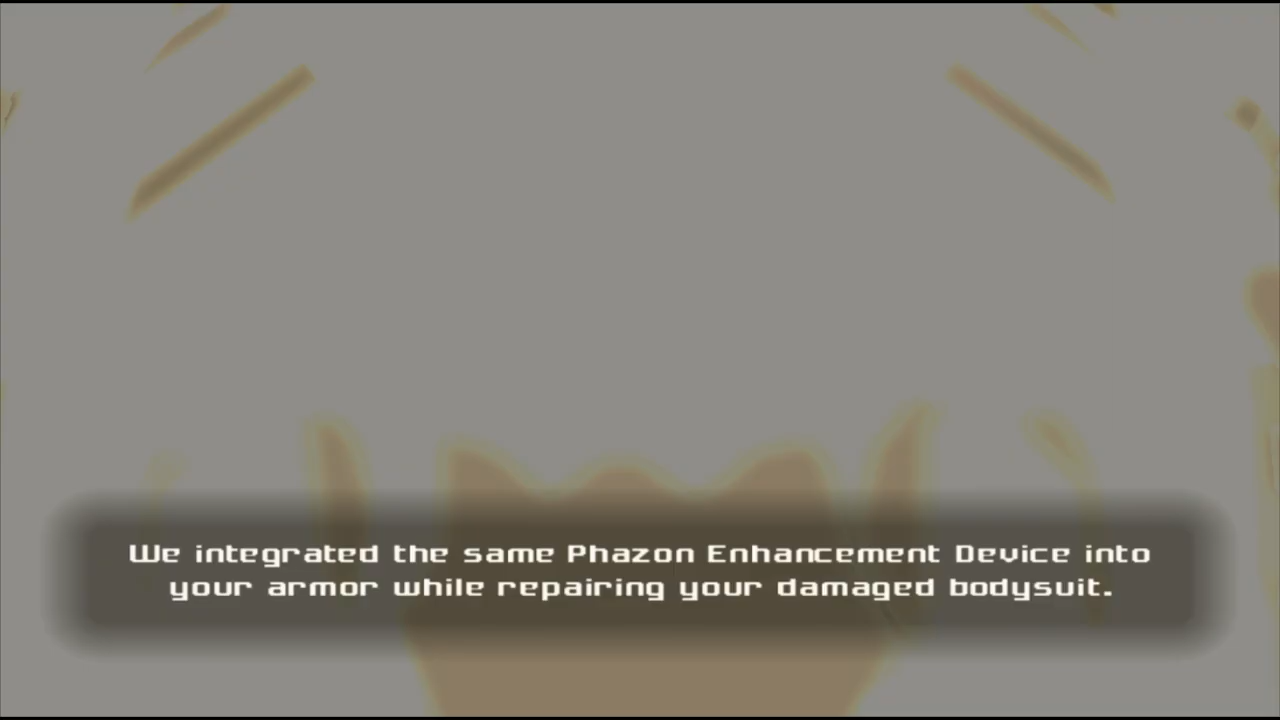 We integrated the same Phazon Enhancement Device into
your armor while repairing your damaged bodysuit.